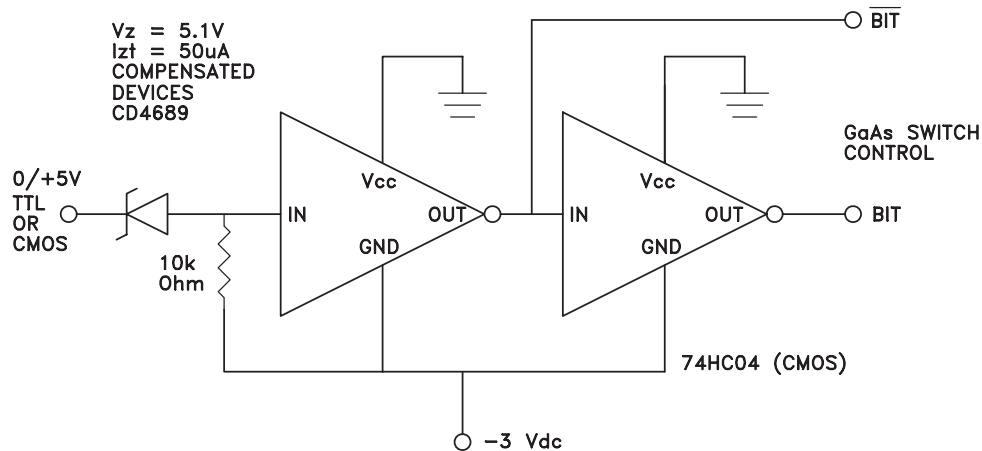 Vz = 5.1V
Izt = 50uA
COMPENSATED
DEVICES
CD4689
BIT
GaAs SWITCH
CONTROL
0/+5V
TTL
OR
CMOS
10k
Ohm
IN
Vcc
OUT
GND
IN
Vcc
OUT
GND
BIT
74HC04 (CMOS)
-3 Vdc